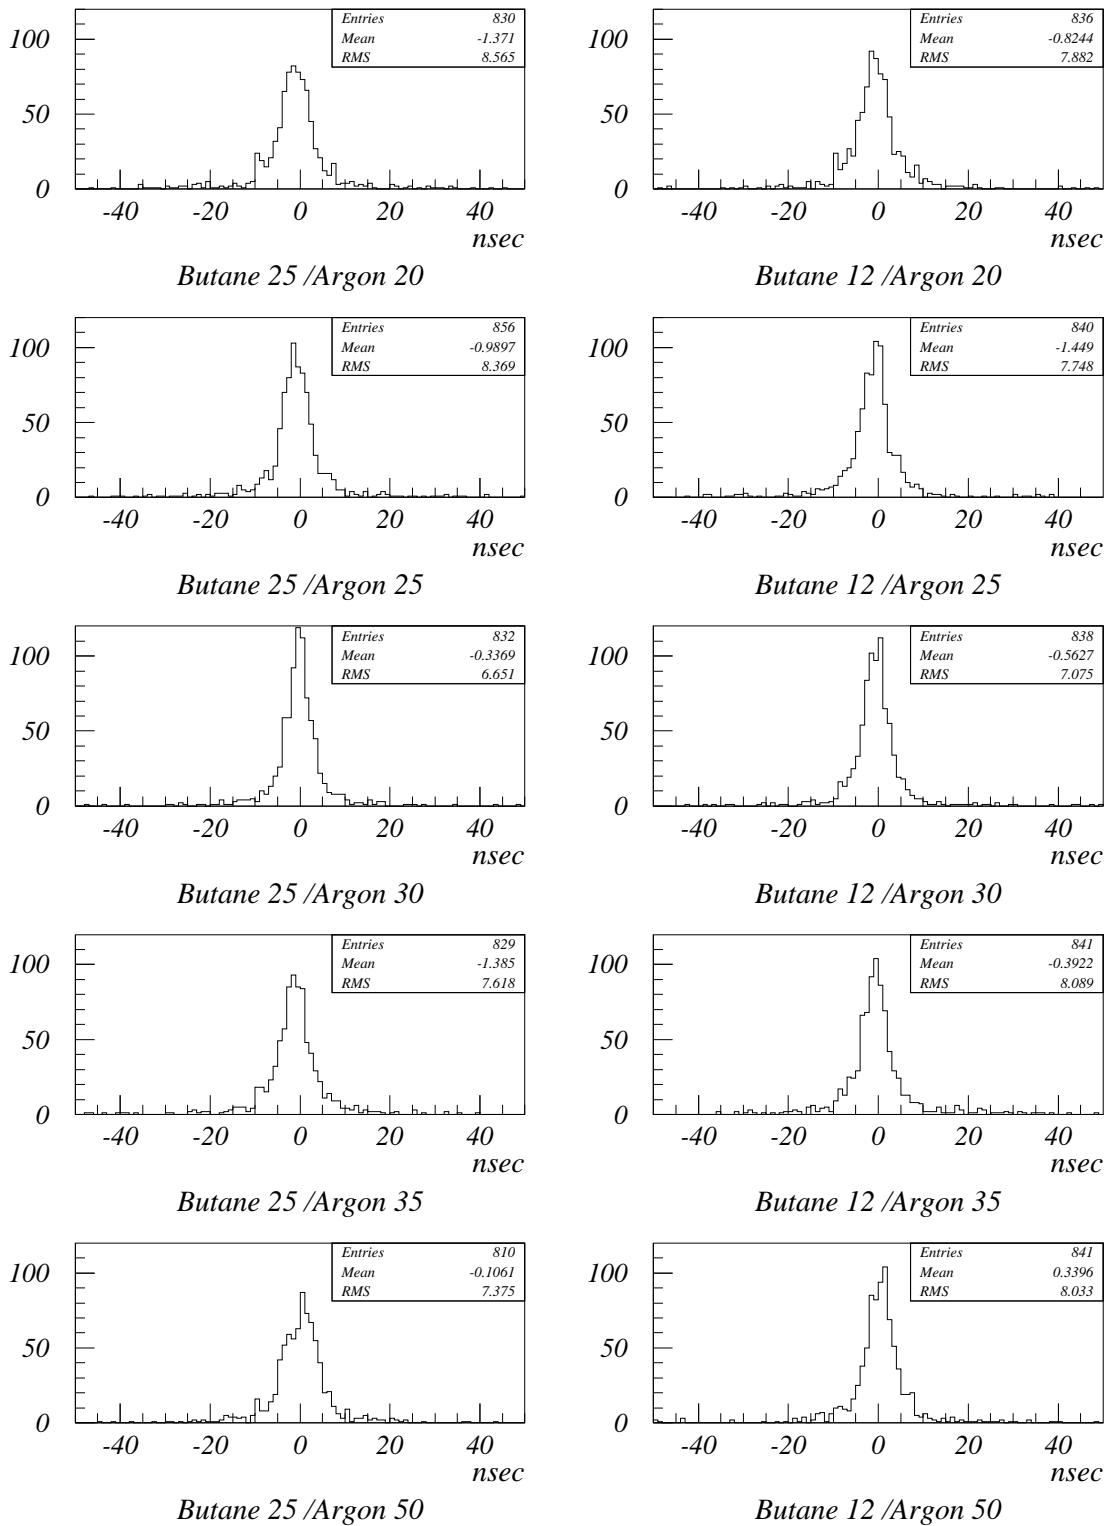 Entries 830
Mean -1.371
RMS 8.565
100
50
0
-40 -20 0 20 40
nsec
Butane 25 /Argon 20
Entries 836
Mean -0.8244
RMS 7.882
100
50
0
-40 -20 0 20 40
nsec
Butane 12 /Argon 20
Entries 856
Mean -0.9897
RMS 8.369
100
50
0
-40 -20 0 20 40
nsec
Butane 25 /Argon 25
Entries 840
Mean -1.449
RMS 7.748
100
50
0
-40 -20 0 20 40
nsec
Butane 12 /Argon 25
Entries 832
Mean -0.3369
RMS 6.651
100
50
0
-40 -20 0 20 40
nsec
Butane 25 /Argon 30
Entries 838
Mean -0.5627
RMS 7.075
100
50
0
-40 -20 0 20 40
nsec
Butane 12 /Argon 30
Entries 829
Mean -1.385
RMS 7.618
100
50
0
-40 -20 0 20 40
nsec
Butane 25 /Argon 35
Entries 841
Mean -0.3922
RMS 8.089
100
50
0
-40 -20 0 20 40
nsec
Butane 12 /Argon 35
Entries 810
Mean -0.1061
RMS 7.375
100
50
0
-40 -20 0 20 40
nsec
Butane 25 /Argon 50
Entries 841
Mean 0.3396
RMS 8.033
100
50
0
-40 -20 0 20 40
nsec
Butane 12 /Argon 50